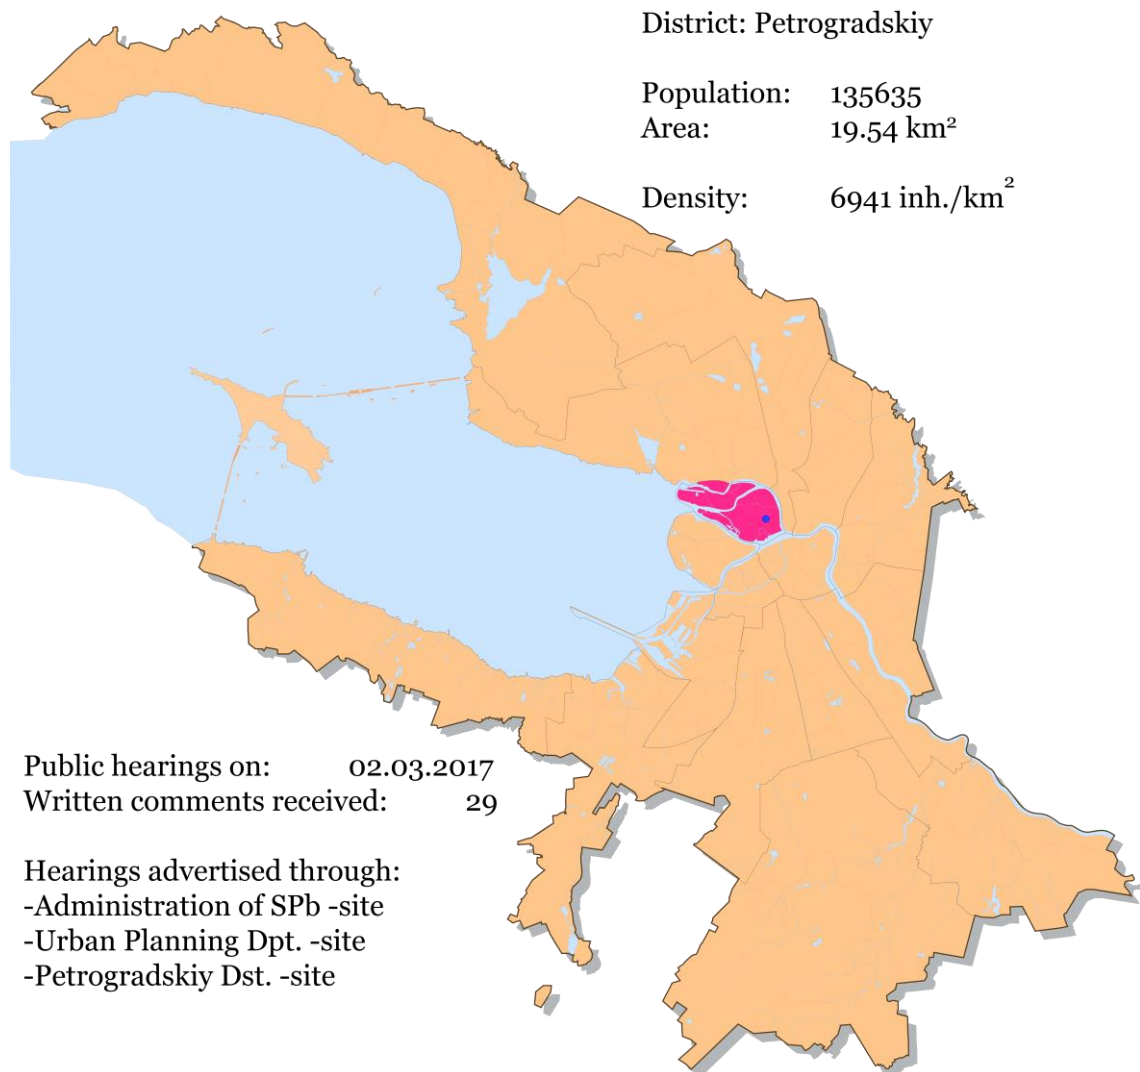 District: Petrogradskiy
Population: 135635
Area: 19.54 km²
Density: 6941 inh./km²
Public hearings on: 02.03.2017
Written comments received: 29
Hearings advertised through:
-Administration of SPb -site
-Urban Planning Dpt. -site
-Petrogradskiy Dst. -site